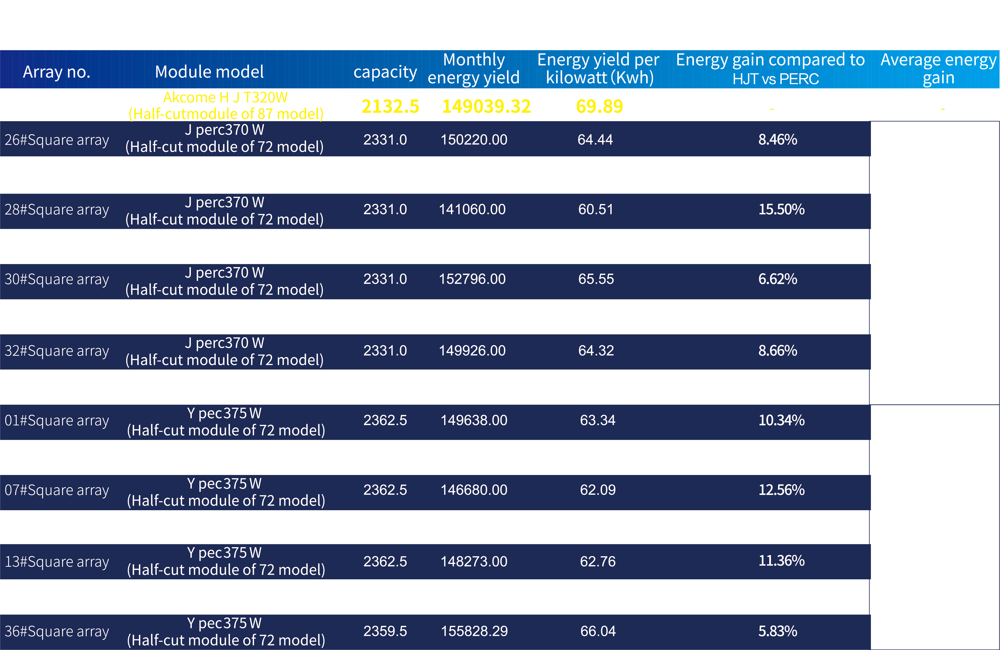 Array no.
Module model
capacity
Monthly
energy yield
Energy yield per
kilowatt (Kwh)
Energy gain compared to
HJT vs PERC
Average energy
gain
Akcome H J T320W
(Half-cutmodule of 87 model)
2132.5
149039.32
69.89
-
-
26#Square array
J perc370 W
(Half-cut module of 72 model)
2331.0
150220.00
64.44
8.46%
28#Square array
J perc370 W
(Half-cut module of 72 model)
2331.0
141060.00
60.51
15.50%
30#Square array
J perc370 W
(Half-cut module of 72 model)
2331.0
152796.00
65.55
6.62%
32#Square array
J perc370 W
(Half-cut module of 72 model)
2331.0
149926.00
64.32
8.66%
01#Square array
Y pec375 W
(Half-cut module of 72 model)
2362.5
149638.00
63.34
10.34%
07#Square array
Y pec375 W
(Half-cut module of 72 model)
2362.5
146680.00
62.09
12.56%
13#Square array
Y pec375 W
(Half-cut module of 72 model)
2362.5
148273.00
62.76
11.36%
36#Square array
Y pec375 W
(Half-cut module of 72 model)
2359.5
155828.29
66.04
5.83%